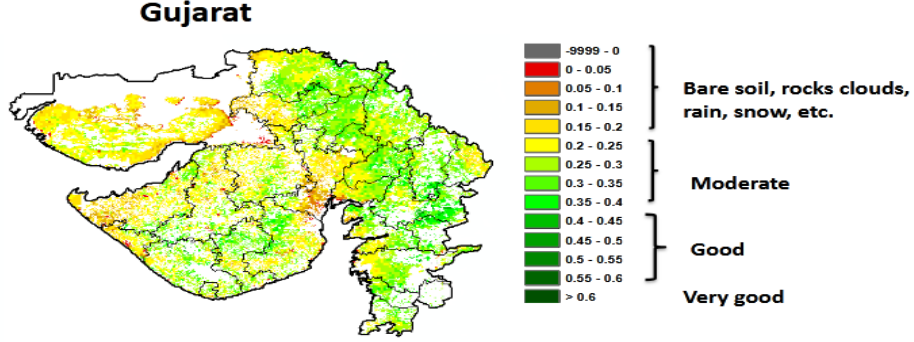 Gujarat
-9999 - 0
0 - 0.05
0.05 - 0.1
0.1 - 0.15
0.15 - 0.2
0.2 - 0.25
0.25 - 0.3
0.3 - 0.35
0.35 - 0.4
0.4 - 0.45
0.45 - 0.5
0.5 - 0.55
0.55 - 0.6
> 0.6
Bare soil, rocks clouds,
rain, snow, etc.
Moderate
Good
Very good